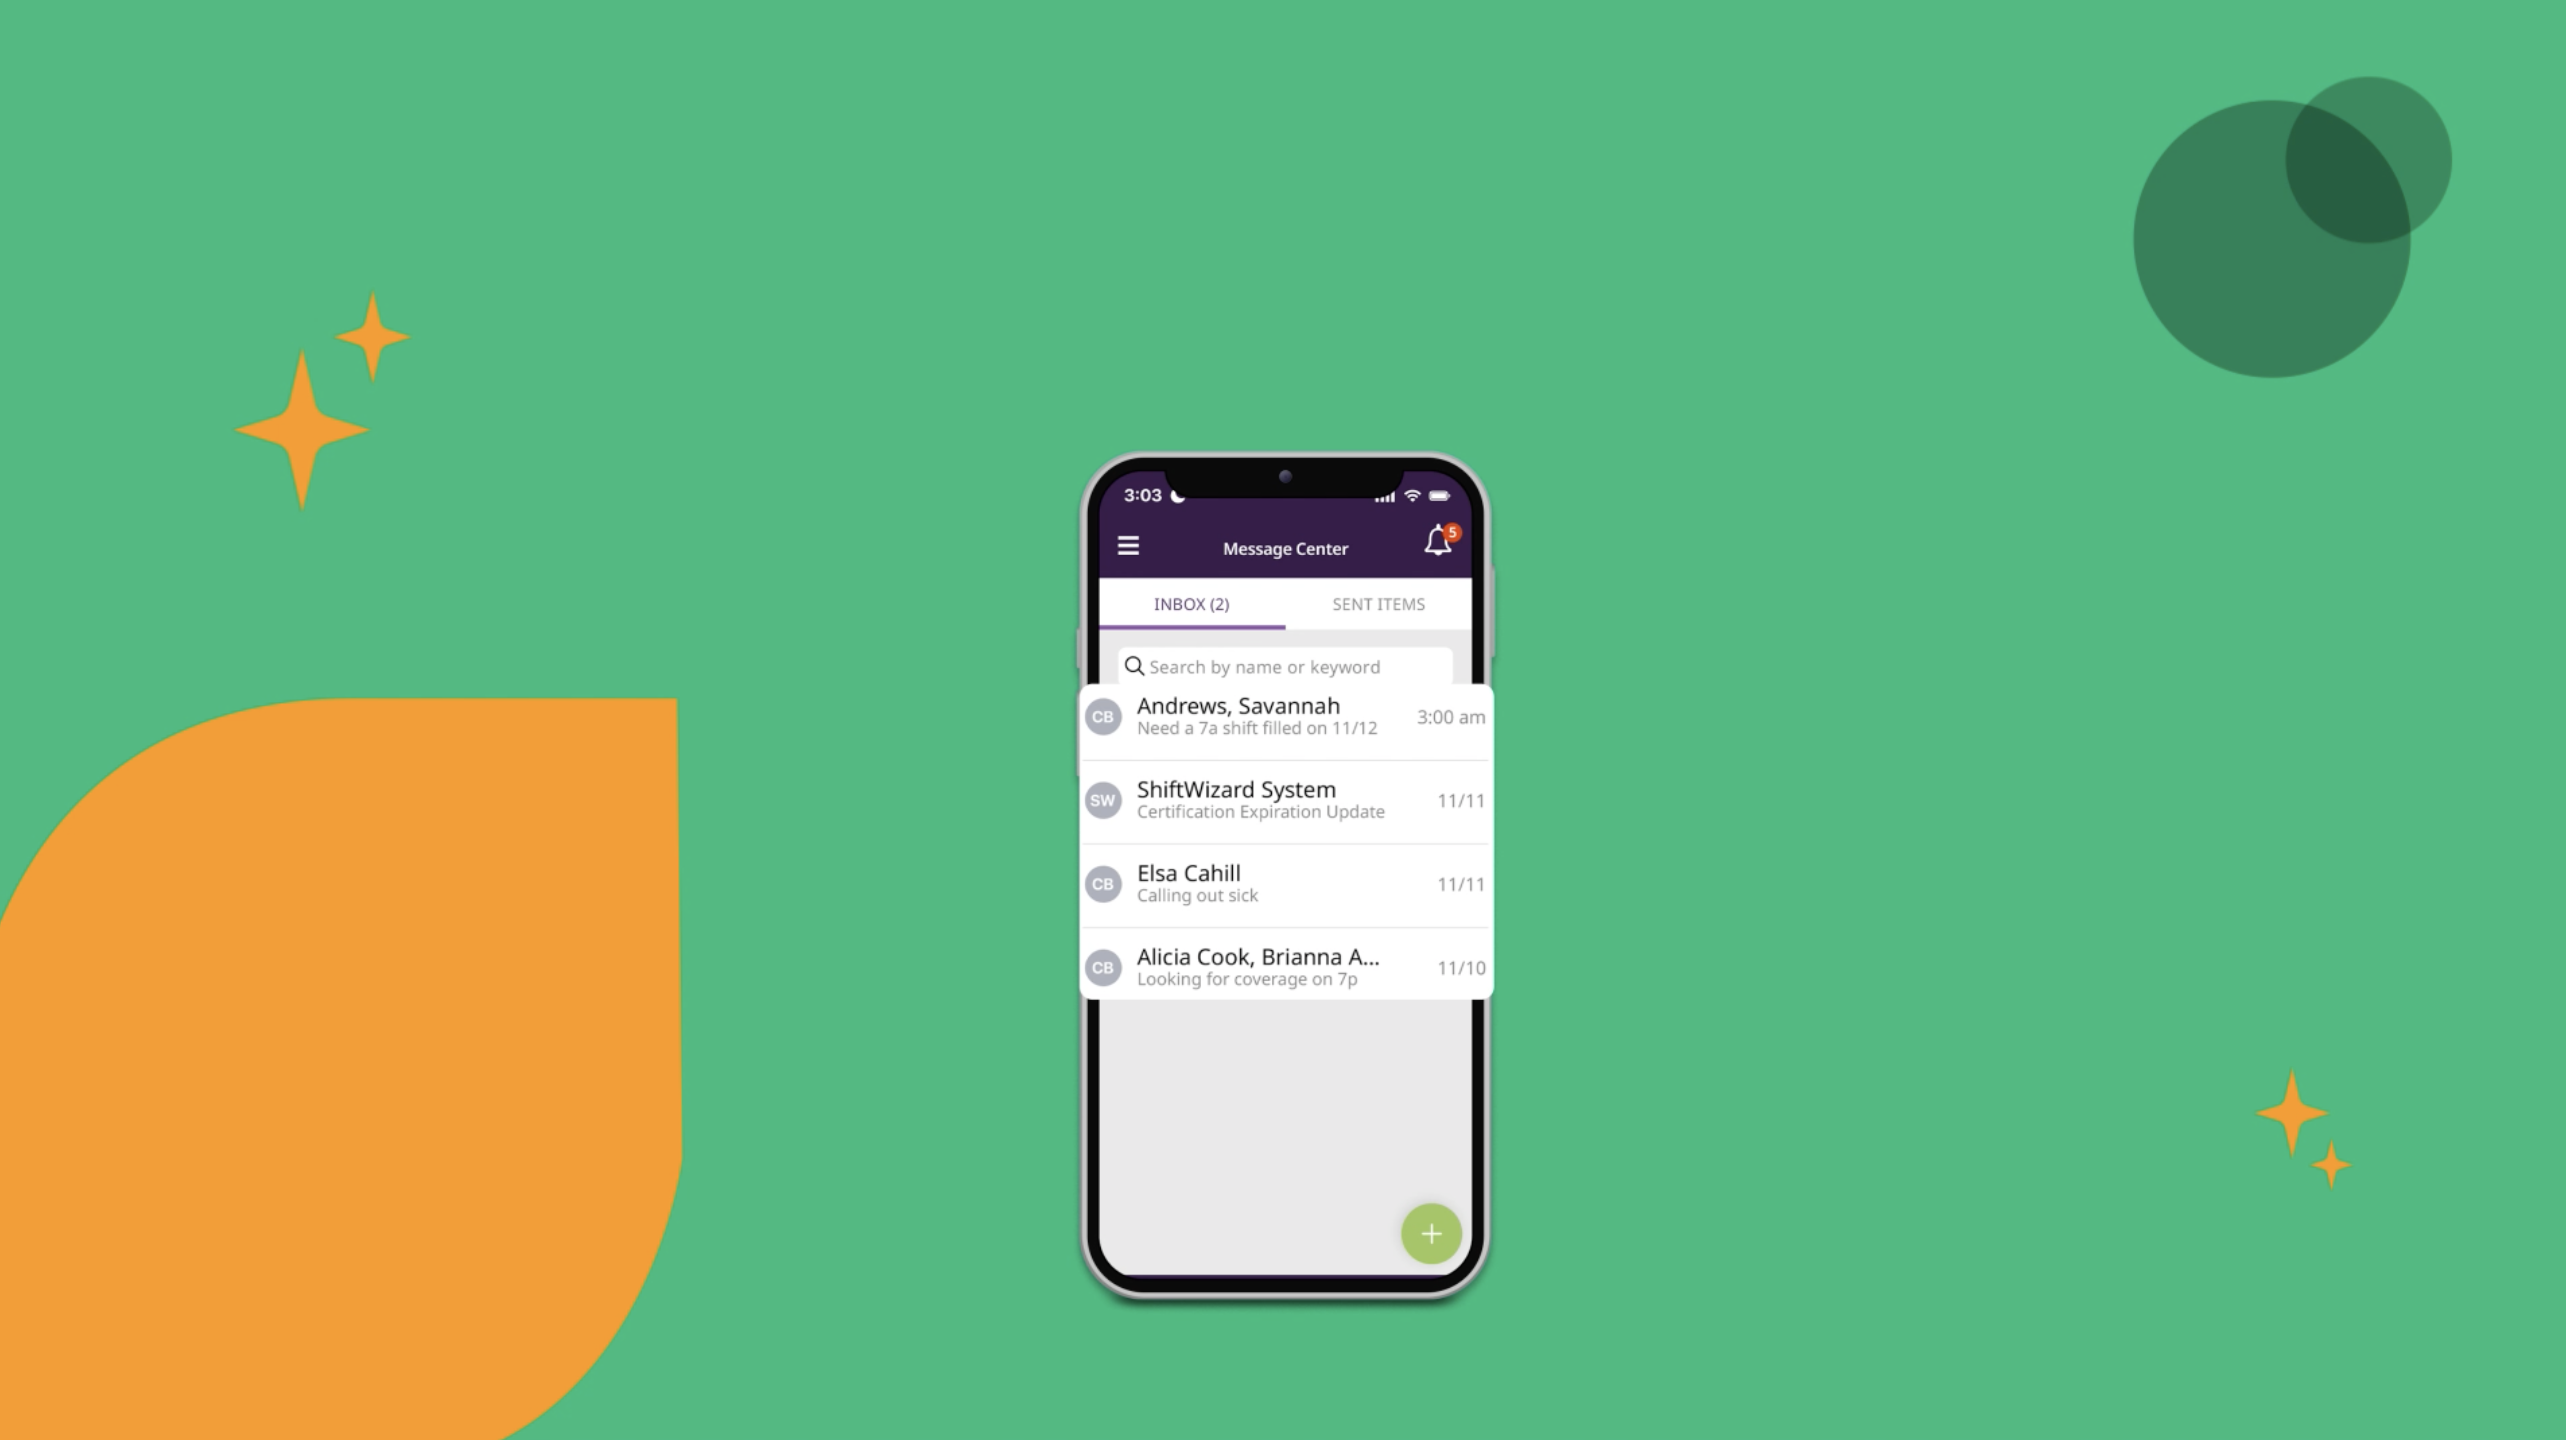 3:03
Message Center
5
INBOX (2)
SENT ITEMS
Search by name or keyword
CB
Andrews, Savannah
Need a 7a shift filled on 11/12
3:00 am
SW
ShiftWizard System
Certification Expiration Update
11/11
CB
Elsa Cahill
Calling out sick
11/11
CB
Alicia Cook, Brianna A...
Looking for coverage on 7p
11/10